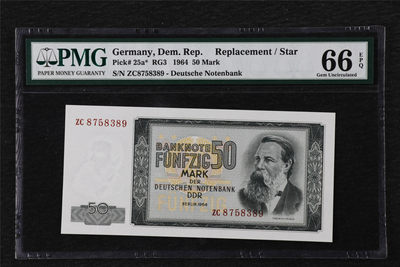 PMG
PAPER MONEY GUARANTY
Germany, Dem. Rep. Replacement / Star
Pick# 25a* RG3 1964 50 Mark
S/N ZC8758389 - Deutsche Notenbank
66 EPQ
Gem Uncirculated
ZC 8758389
BANKNOTE
FÜNFZIG 50
MARK
DER
DEUTSCHEN NOTENBANK
DDR
BERLIN 1964
FÜNFZIG
ZC 8758389
50